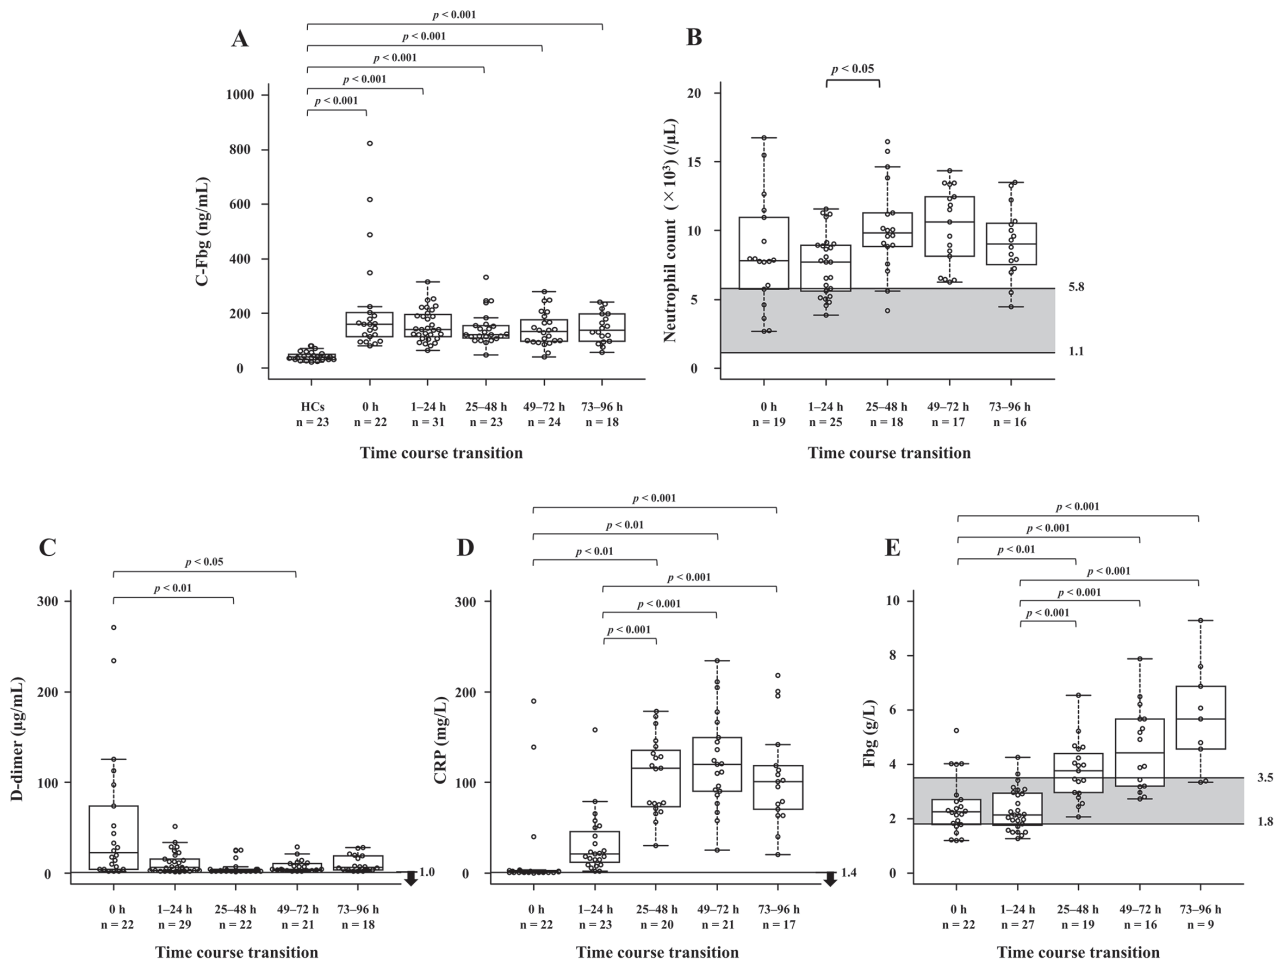 A
p < 0.001
p < 0.001
p < 0.001
p < 0.001
p < 0.001
C-Fbg (ng/mL)
1000
800
600
400
200
0
HCs 0 h 1–24 h 25–48 h 49–72 h 73–96 h
n = 23 n = 22 n = 31 n = 23 n = 24 n = 18
Time course transition
B
p < 0.05
Neutrophil count (×10³) (/μL)
20
15
10
5
0
5.8
1.1
0 h 1–24 h 25–48 h 49–72 h 73–96 h
n = 19 n = 25 n = 18 n = 17 n = 16
Time course transition
C
p < 0.05
p < 0.01
D-dimer (μg/mL)
300
200
100
0
1.0
0 h 1–24 h 25–48 h 49–72 h 73–96 h
n = 22 n = 29 n = 22 n = 21 n = 18
Time course transition
D
p < 0.001
p < 0.01
p < 0.01
p < 0.001
p < 0.001
p < 0.001
CRP (mg/L)
300
200
100
0
1.4
0 h 1–24 h 25–48 h 49–72 h 73–96 h
n = 22 n = 23 n = 20 n = 21 n = 17
Time course transition
E
p < 0.001
p < 0.001
p < 0.01
p < 0.001
p < 0.001
p < 0.001
Fbg (g/L)
10
8
6
4
2
0
3.5
1.8
0 h 1–24 h 25–48 h 49–72 h 73–96 h
n = 22 n = 27 n = 19 n = 16 n = 9
Time course transition